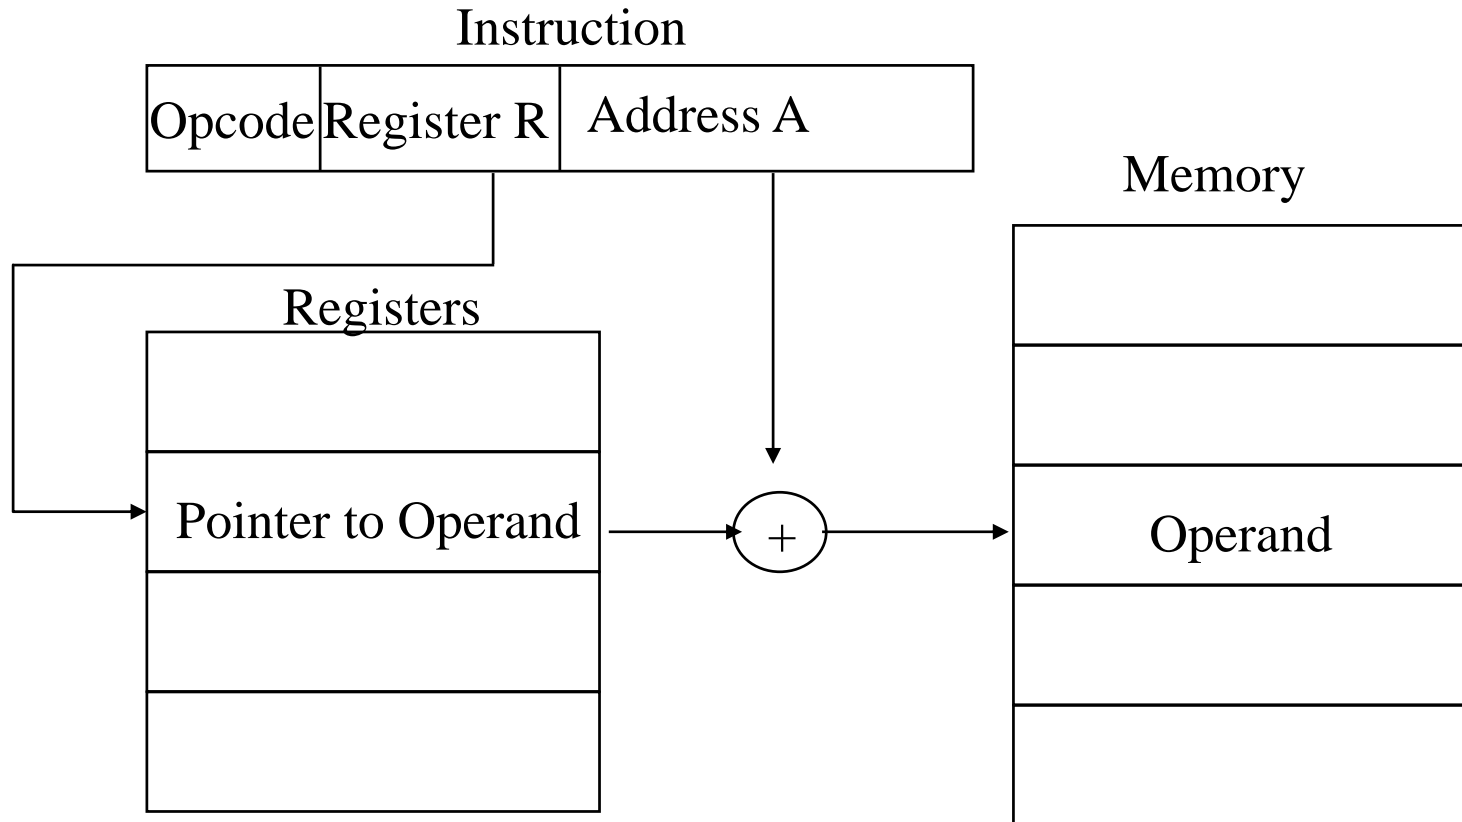 Instruction
Opcode Register R Address A
Memory
Registers
Pointer to Operand
+
Operand